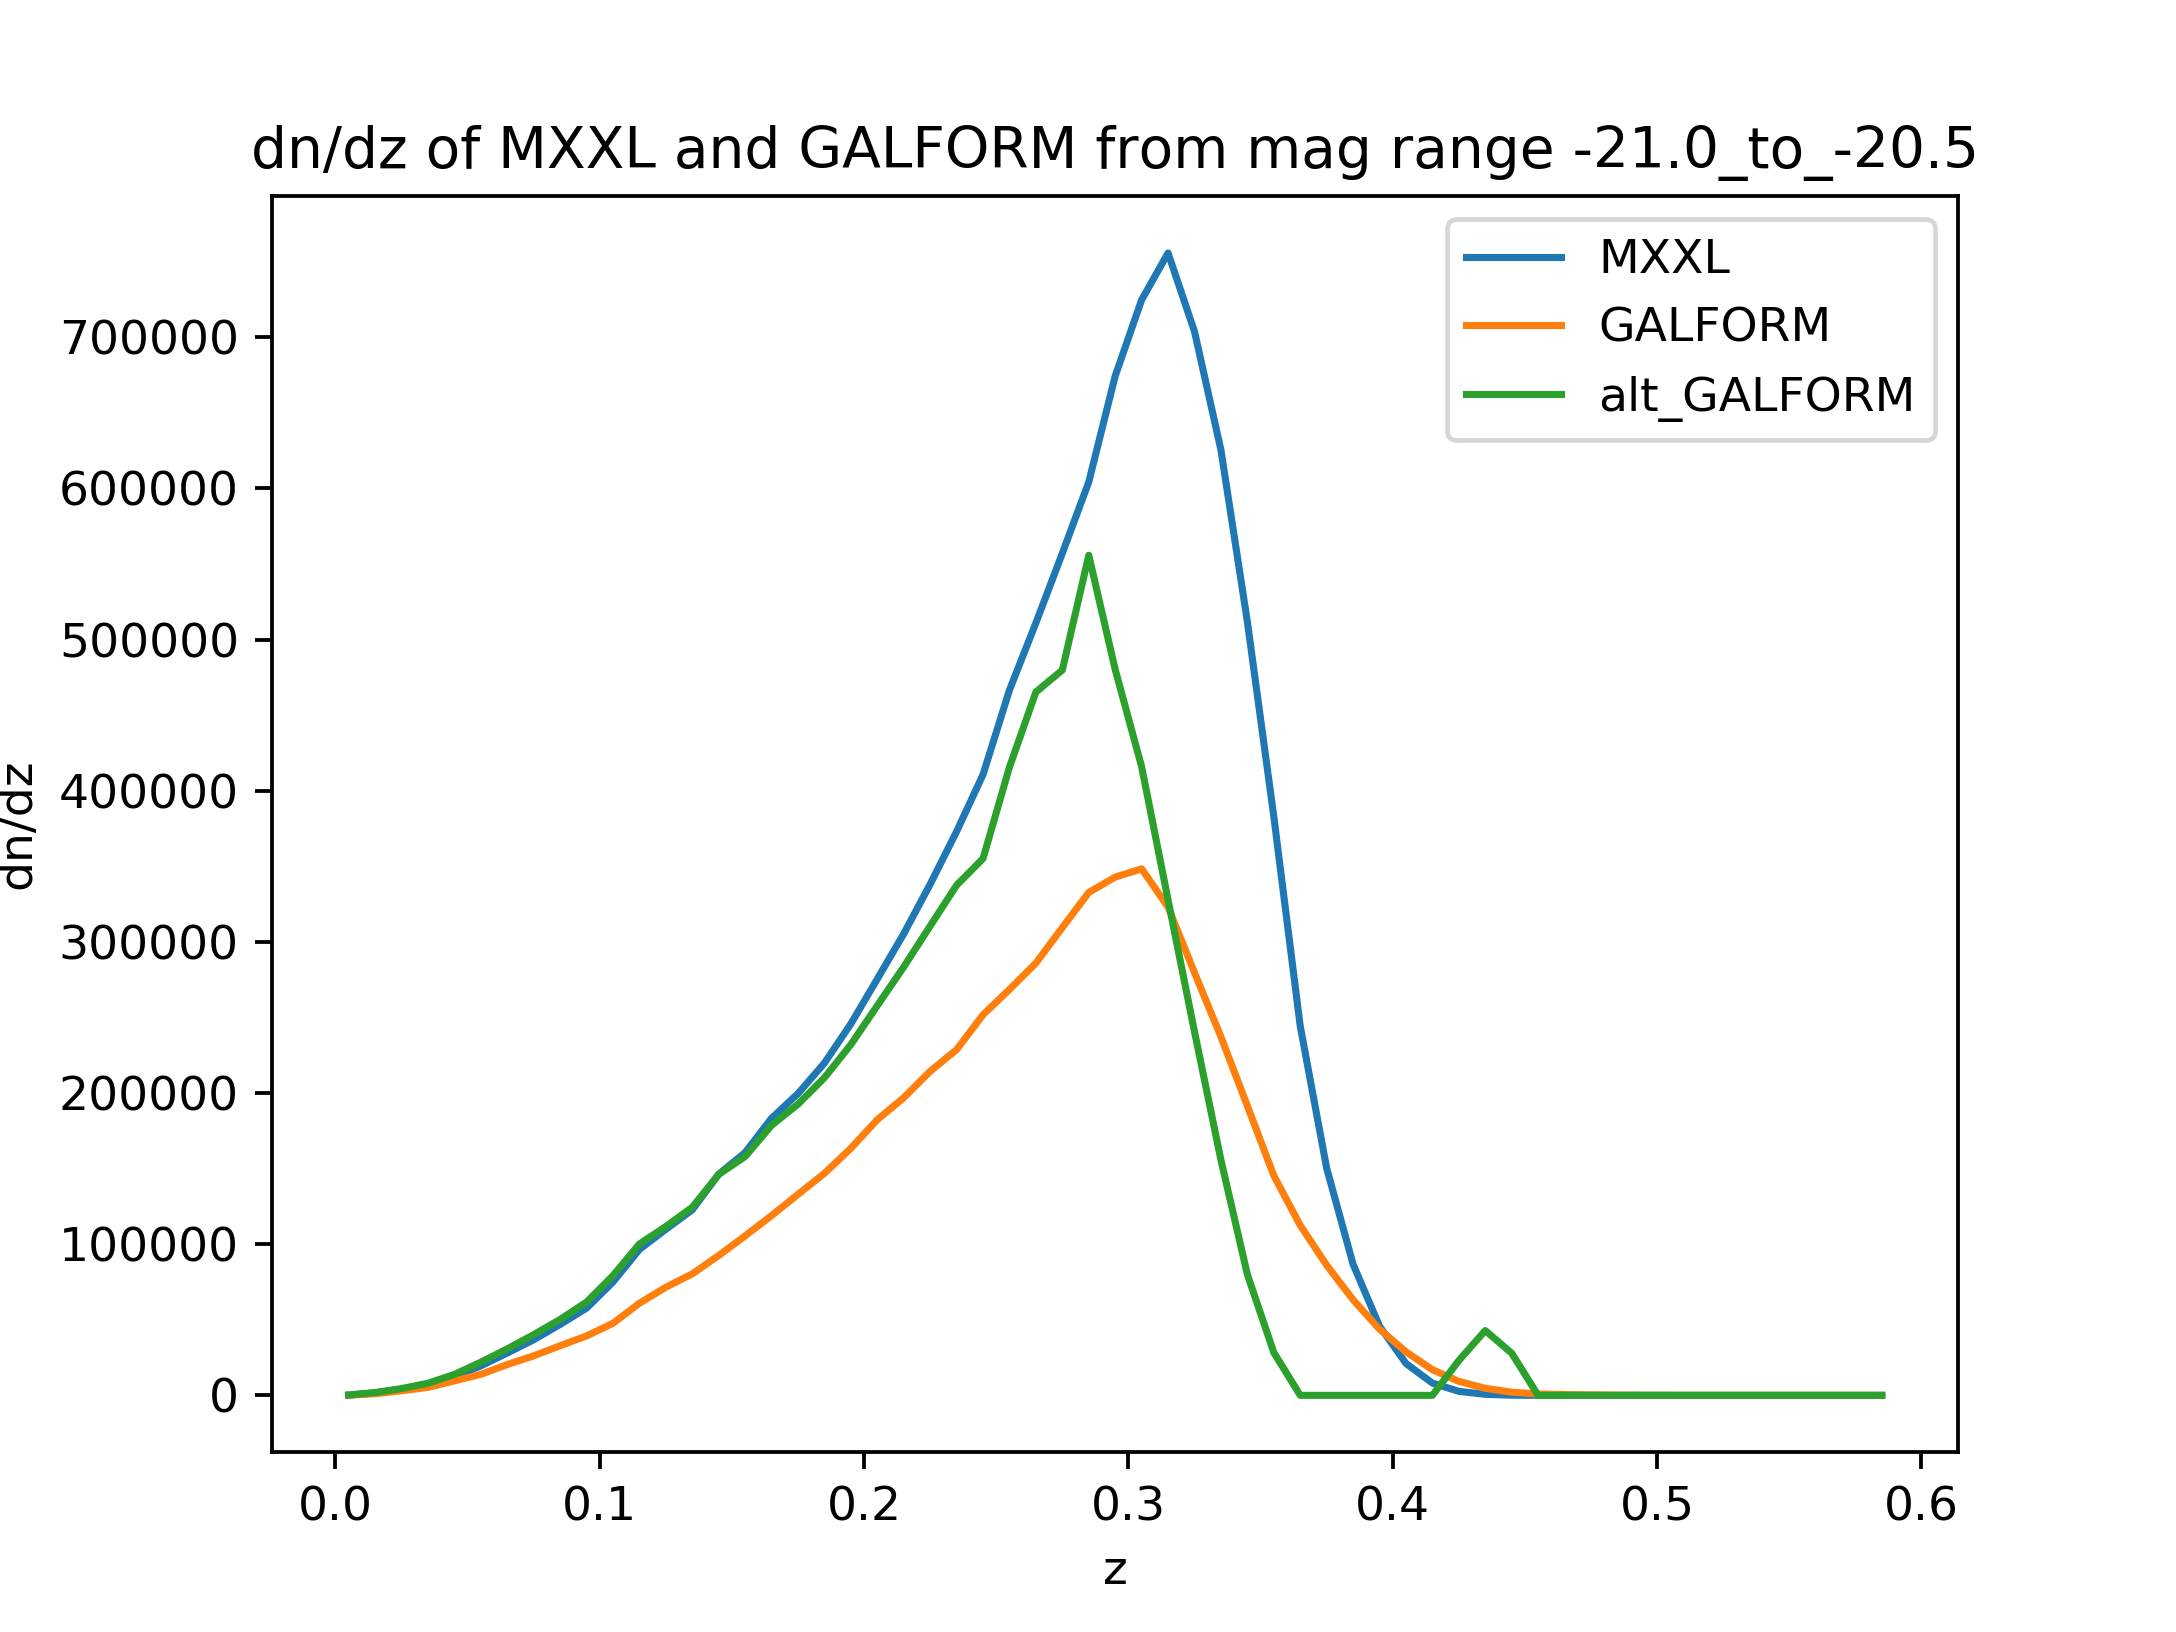 dn/dz of MXXL and GALFORM from mag range -21.0_to_-20.5
MXXL
GALFORM
alt_GALFORM
dn/dz
700000
600000
500000
400000
300000
200000
100000
0
0.0 0.1 0.2 0.3 0.4 0.5 0.6
z